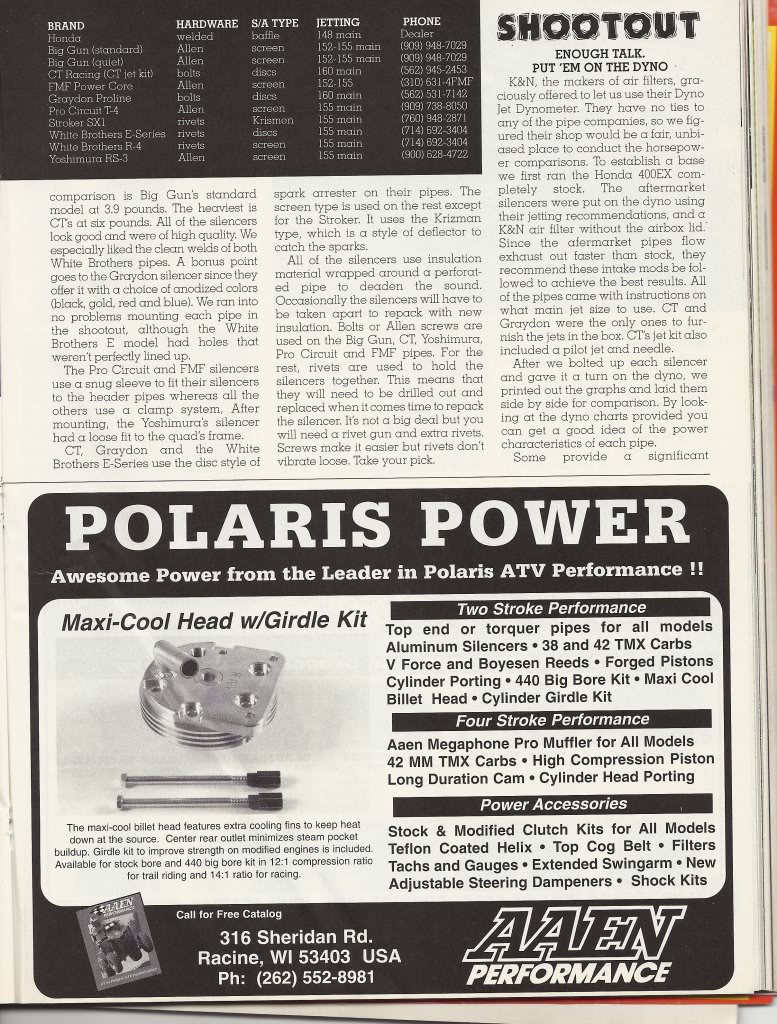 BRAND HARDWARE S/A TYPE JETTING PHONE
Honda welded baffle 148 main Dealer
Big Gun (standard) Allen screen 152-155 main (909) 948-7029
Big Gun (quiet) Allen screen 152-155 main (909) 948-7029
CT Racing (CT jet kit) bolts discs 160 main (562) 945-2453
FMF Power Core Allen screen 152-155 (310) 631-4FMF
Graydon Proline bolts discs 160 main (562) 531-7142
Pro Circuit T-4 Allen screen 155 main (909) 738-8050
Stroker SX1 rivets Krismen 155 main (760) 948-2871
White Brothers E-Series rivets discs 155 main (714) 692-3404
White Brothers R-4 rivets screen 155 main (714) 692-3404
Yoshimura RS-3 Allen screen 155 main (900) 628-4722
comparison is Big Gun's standard
model at 3.9 pounds. The heaviest is
CT's at six pounds. All of the silencers
look good and were of high quality. We
especially liked the clean welds of both
White Brothers pipes. A bonus point
goes to the Graydon silencer since they
offer it with a choice of anodized colors
(black, gold, red and blue). We ran into
no problems mounting each pipe in
the shootout, although the White
Brothers E model had holes that
weren't perfectly lined up.
The Pro Circuit and FMF silencers
use a snug sleeve to fit their silencers
to the header pipes whereas all the
others use a clamp system, After
mounting, the Yoshimura's silencer
had a loose fit to the quad's frame.
CT, Graydon and the White
Brothers E-Series use the disc style of
spark arrester on their pipes. The
screen type is used on the rest except
for the Stroker. It uses the Krizman
type, which is a style of deflector to
catch the sparks.
All of the silencers use insulation
material wrapped around a perforat-
ed pipe to deaden the sound.
Occasionally the silencers will have to
be taken apart to repack with new
insulation. Bolts or Allen screws are
used on the Big Gun, CT, Yoshimura,
Pro Circuit and FMF pipes. For the
rest, rivets are used to hold the
silencers together. This means that
they will need to be drilled out and
replaced when it comes time to repack
the silencer. It's not a big deal but you
will need a rivet gun and extra rivets.
Screws make it easier but rivets don't
vibrate loose. Take your pick.
SHOOTOUT
ENOUGH TALK.
PUT 'EM ON THE DYNO
K&N, the makers of air filters, gra-
ciously offered to let us use their Dyno
Jet Dynometer. They have no ties to
any of the pipe companies, so we fig-
ured their shop would be a fair, unbi-
ased place to conduct the horsepow-
er comparisons. To establish a base
we first ran the Honda 400EX com-
pletely stock. The aftermarket
silencers were put on the dyno using
their jetting recommendations, and a
K&N air filter without the airbox lid.
Since the afermarket pipes flow
exhaust out faster than stock, they
recommend these intake mods be fol-
lowed to achieve the best results. All
of the pipes came with instructions on
what main jet size to use. CT and
Graydon were the only ones to fur-
nish the jets in the box. CT's jet kit also
included a pilot jet and needle.
After we bolted up each silencer
and gave it a turn on the dyno, we
printed out the graphs and laid them
side by side for comparison. By look-
ing at the dyno charts provided you
can get a good idea of the power
characteristics of each pipe.
Some provide a significant
POLARIS POWER
Awesome Power from the Leader in Polaris ATV Performance !!
Maxi-Cool Head w/Girdle Kit
The maxi-cool billet head features extra cooling fins to keep heat
down at the source. Center rear outlet minimizes steam pocket
buildup. Girdle kit to improve strength on modified engines is included.
Available for stock bore and 440 big bore kit in 12:1 compression ratio
for trail riding and 14:1 ratio for racing.
Two Stroke Performance
Top end or torquer pipes for all models
Aluminum Silencers • 38 and 42 TMX Carbs
V Force and Boyesen Reeds • Forged Pistons
Cylinder Porting • 440 Big Bore Kit • Maxi Cool
Billet Head • Cylinder Girdle Kit
Four Stroke Performance
Aaen Megaphone Pro Muffler for All Models
42 MM TMX Carbs • High Compression Piston
Long Duration Cam • Cylinder Head Porting
Power Accessories
Stock & Modified Clutch Kits for All Models
Teflon Coated Helix • Top Cog Belt • Filters
Tachs and Gauges • Extended Swingarm • New
Adjustable Steering Dampeners • Shock Kits
AAEN
PERFORMANCE
Call for Free Catalog
316 Sheridan Rd.
Racine, WI 53403 USA
Ph: (262) 552-8981
AAEN
PERFORMANCE